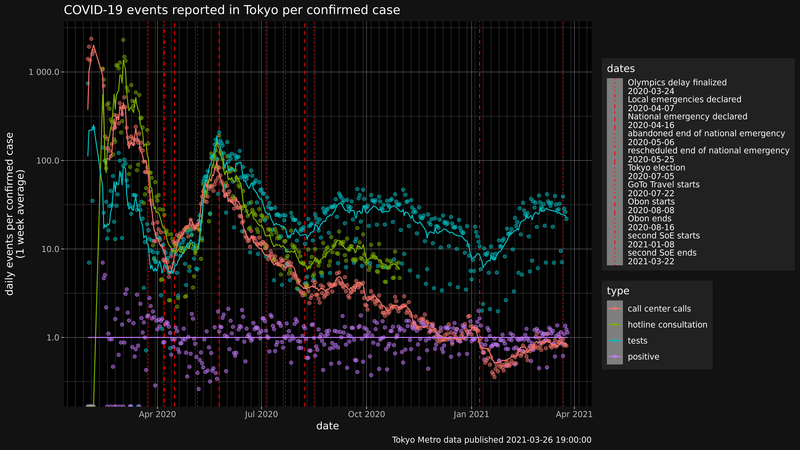 COVID-19 events reported in Tokyo per confirmed case
daily events per confirmed case
(1 week average)
1 000.0
100.0
10.0
1.0
Apr 2020
Jul 2020
Oct 2020
Jan 2021
Apr 2021
date
Tokyo Metro data published 2021-03-26 19:00:00
dates
Olympics delay finalized
2020-03-24
Local emergencies declared
2020-04-07
National emergency declared
2020-04-16
abandoned end of national emergency
2020-05-06
rescheduled end of national emergency
2020-05-25
Tokyo election
2020-07-05
GoTo Travel starts
2020-07-22
Obon starts
2020-08-08
Obon ends
2020-08-16
second SoE starts
2021-01-08
second SoE ends
2021-03-22
type
call center calls
hotline consultation
tests
positive